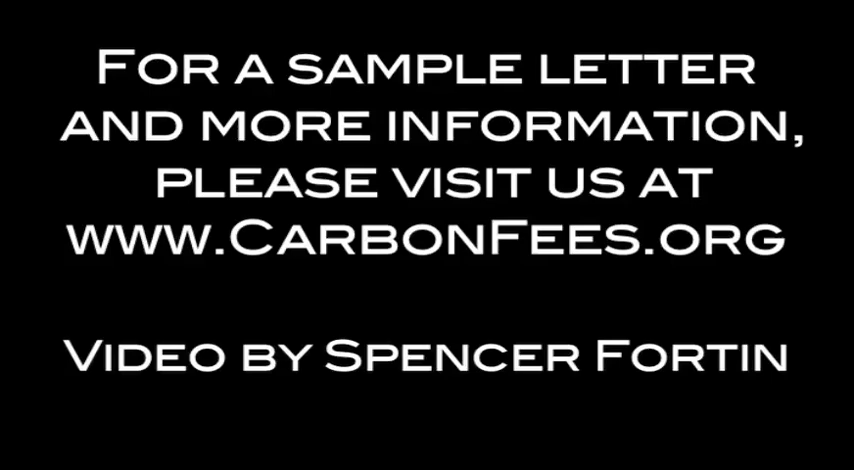 For a sample letter
and more information,
please visit us at
www.CarbonFees.org
Video by Spencer Fortin